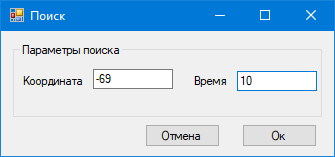 Поиск
Параметры поиска
Координата -69 Время 10
Отмена Ок